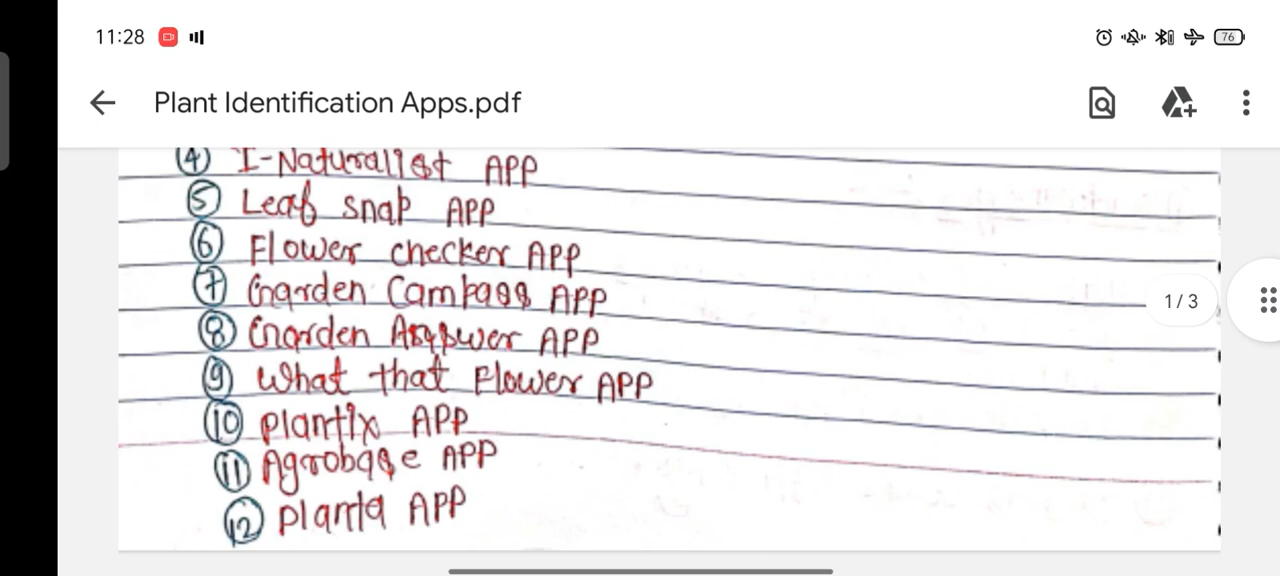 11:28
76
Plant Identification Apps.pdf
(4) I-Naturalist APP
(5) Leaf snap APP
(6) Flower checker APP
(7) Garden Campass APP
1/3
(8) Garden APP
(9) What that Flower APP
(10) Plantix APP
(11) Agrobase APP
(12) Planta APP